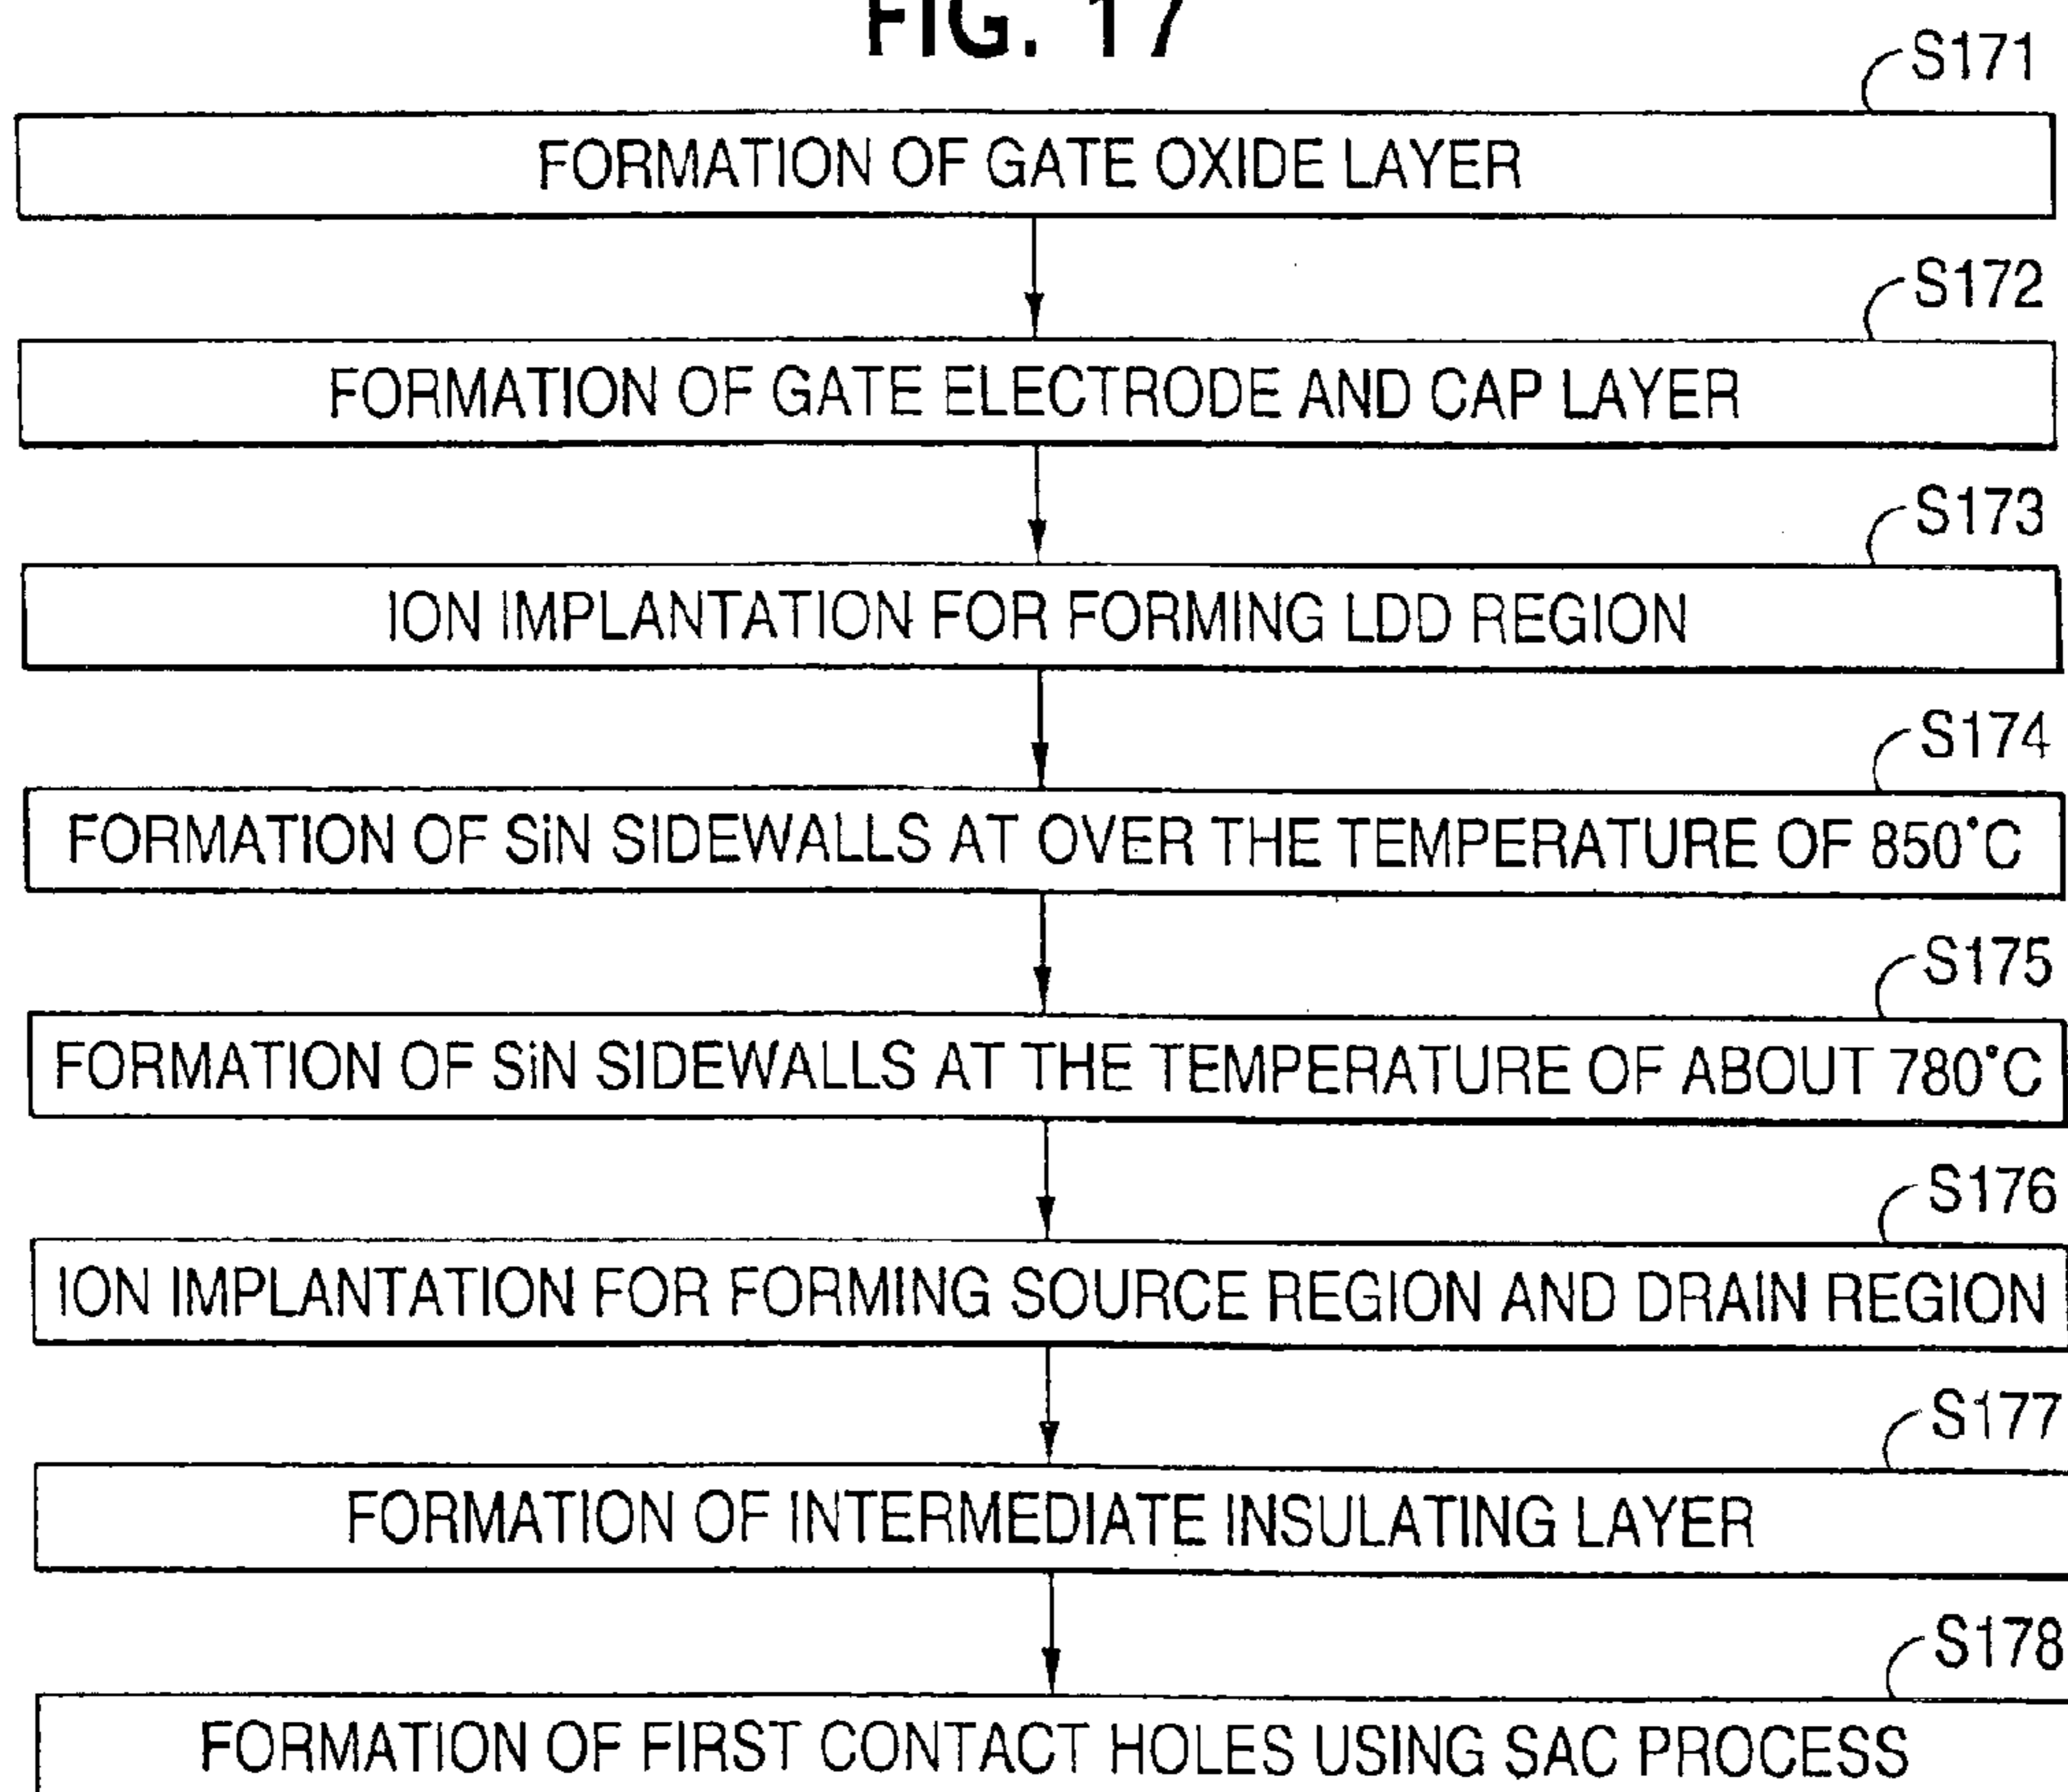 FIG. 17
S171
FORMATION OF GATE OXIDE LAYER
S172
FORMATION OF GATE ELECTRODE AND CAP LAYER
S173
ION IMPLANTATION FOR FORMING LDD REGION
S174
FORMATION OF SiN SIDEWALLS AT OVER THE TEMPERATURE OF 850°C
S175
FORMATION OF SiN SIDEWALLS AT THE TEMPERATURE OF ABOUT 780°C
S176
ION IMPLANTATION FOR FORMING SOURCE REGION AND DRAIN REGION
S177
FORMATION OF INTERMEDIATE INSULATING LAYER
S178
FORMATION OF FIRST CONTACT HOLES USING SAC PROCESS